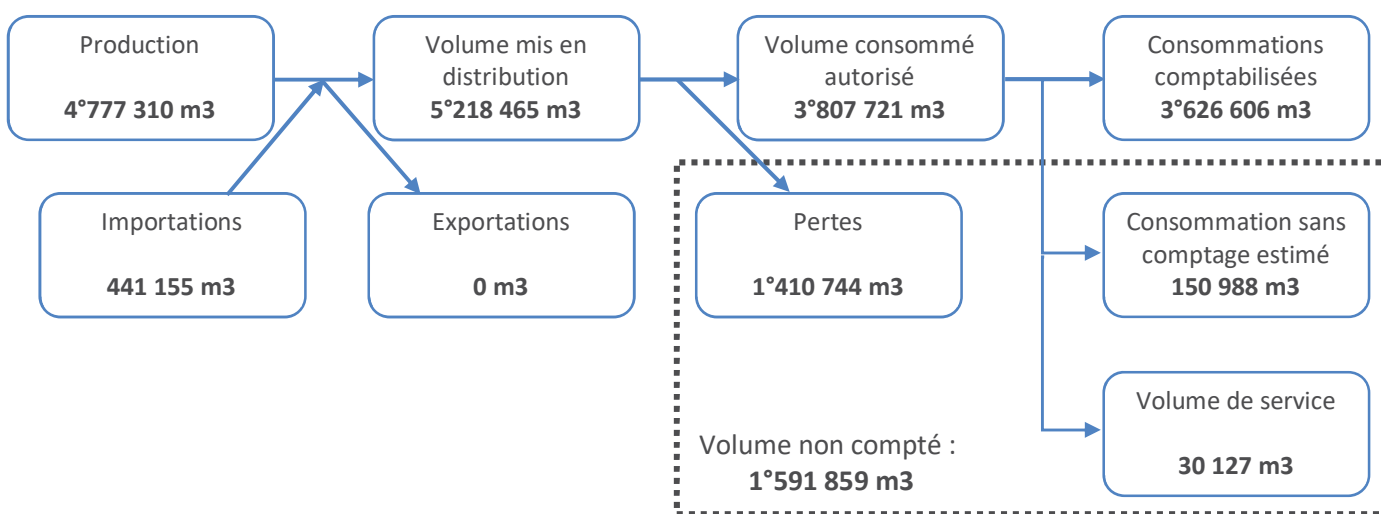 Production
4°777 310 m3
Volume mis en
distribution
5°218 465 m3
Volume consommé
autorisé
3°807 721 m3
Consommations
comptabilisées
3°626 606 m3
Importations
441 155 m3
Exportations
0 m3
Pertes
1°410 744 m3
Consommation sans
comptage estimé
150 988 m3
Volume de service
30 127 m3
Volume non compté :
1°591 859 m3